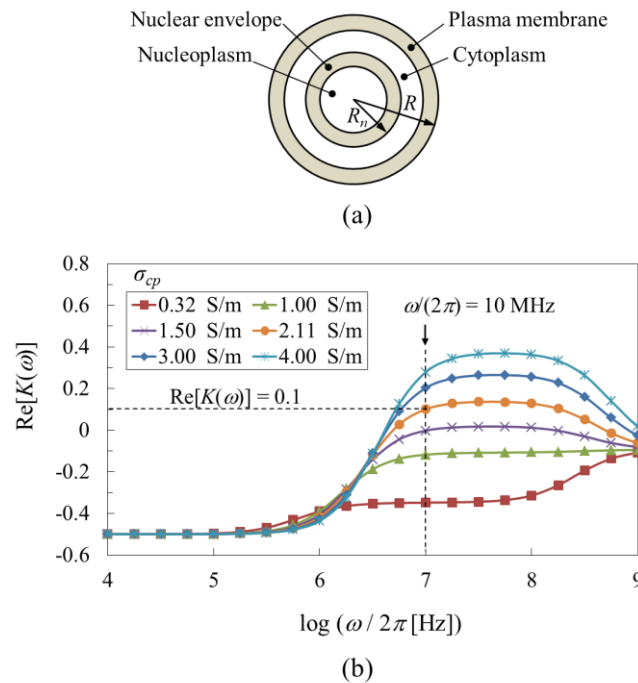 Nuclear envelope
Plasma membrane
Nucleoplasm
Cytoplasm
R
Rₙ
(a)
0.8
0.6
0.4
0.2
0
-0.2
-0.4
-0.6
Re[K(ω)]
σcp
0.32 S/m
1.00 S/m
1.50 S/m
2.11 S/m
3.00 S/m
4.00 S/m
ω/(2π) = 10 MHz
Re[K(ω)] = 0.1
4 5 6 7 8 9
log (ω / 2π [Hz])
(b)